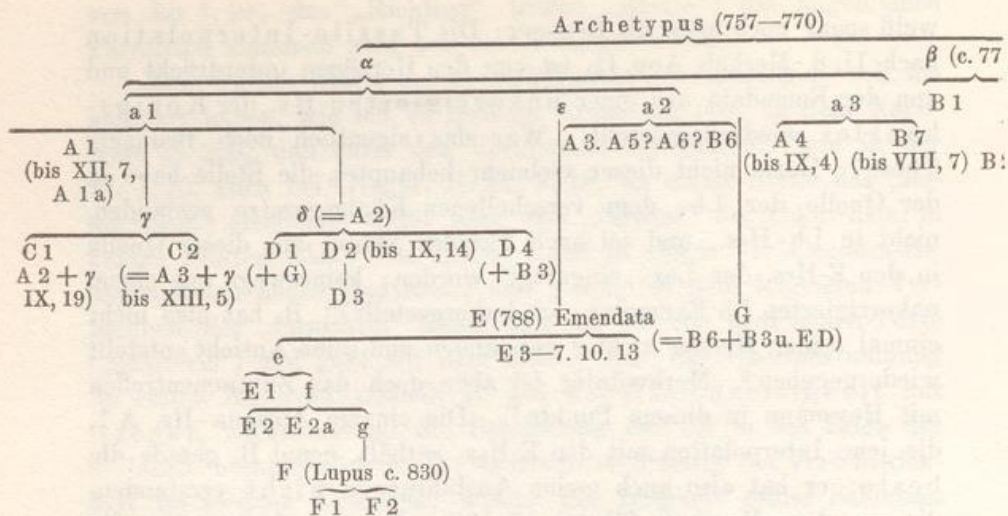 Archetypus (757—770)
α β (c. 77
a 1 ε a 2 a 3 B 1
A 1 A 3. A 5? A 6? B 6 A 4 B 7
(bis XII, 7, (bis IX, 4) (bis VIII, 7)
A 1 a)
γ δ (= A 2)
C 1 C 2 D 1 D 2 (bis IX, 14) D 4
A 2 + γ (= A 3 + γ (+ G) (+ B 3)
IX, 19) bis XIII, 5) D 3
E (788) Emendata G
E 3—7. 10. 13 (= B 6 + B 3 u. E D)
e
E 1
E 2 E 2 a g
F (Lupus c. 830)
F 1 F 2